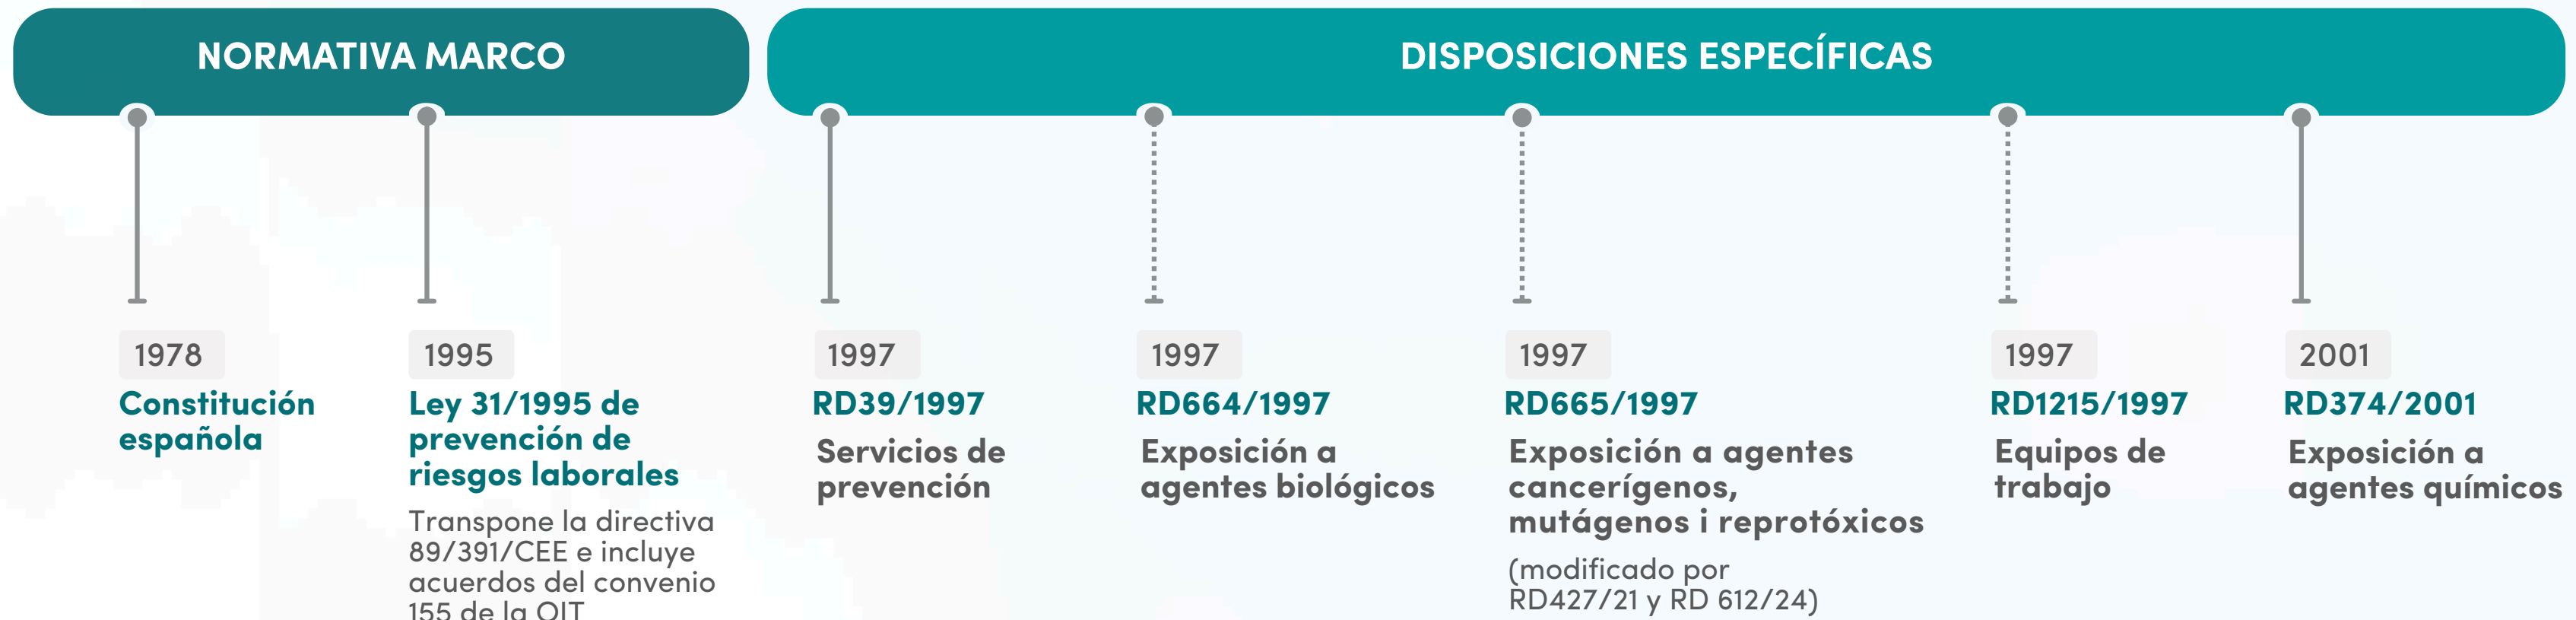 NORMATIVA MARCO
DISPOSICIONES ESPECÍFICAS
1978
Constitución
española
1995
Ley 31/1995 de
prevención de
riesgos laborales
Transpone la directiva
89/391/CEE e incluye
acuerdos del convenio
155 de la OIT
1997
RD39/1997
Servicios de
prevención
1997
RD664/1997
Exposición a
agentes biológicos
1997
RD665/1997
Exposición a agentes
cancerígenos,
mutágenos i reprotóxicos
(modificado por
RD427/21 y RD 612/24)
1997
RD1215/1997
Equipos de
trabajo
2001
RD374/2001
Exposición a
agentes químicos